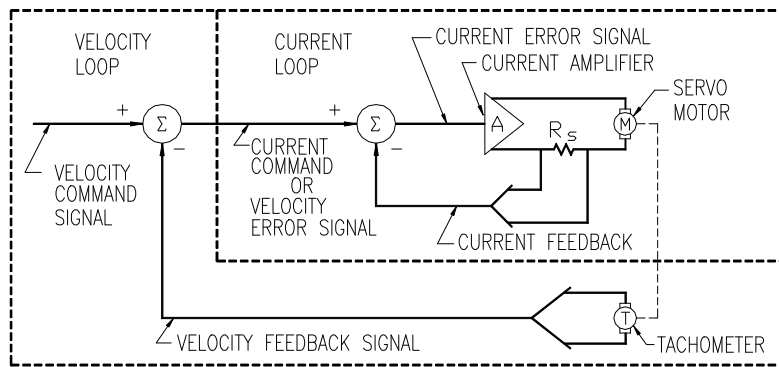 VELOCITY
LOOP
CURRENT
LOOP
CURRENT ERROR SIGNAL
CURRENT AMPLIFIER
SERVO
MOTOR
+
Σ
−
+
Σ
−
A
R S
M
VELOCITY
COMMAND
SIGNAL
CURRENT
COMMAND
OR
VELOCITY
ERROR SIGNAL
CURRENT FEEDBACK
T
VELOCITY FEEDBACK SIGNAL
TACHOMETER